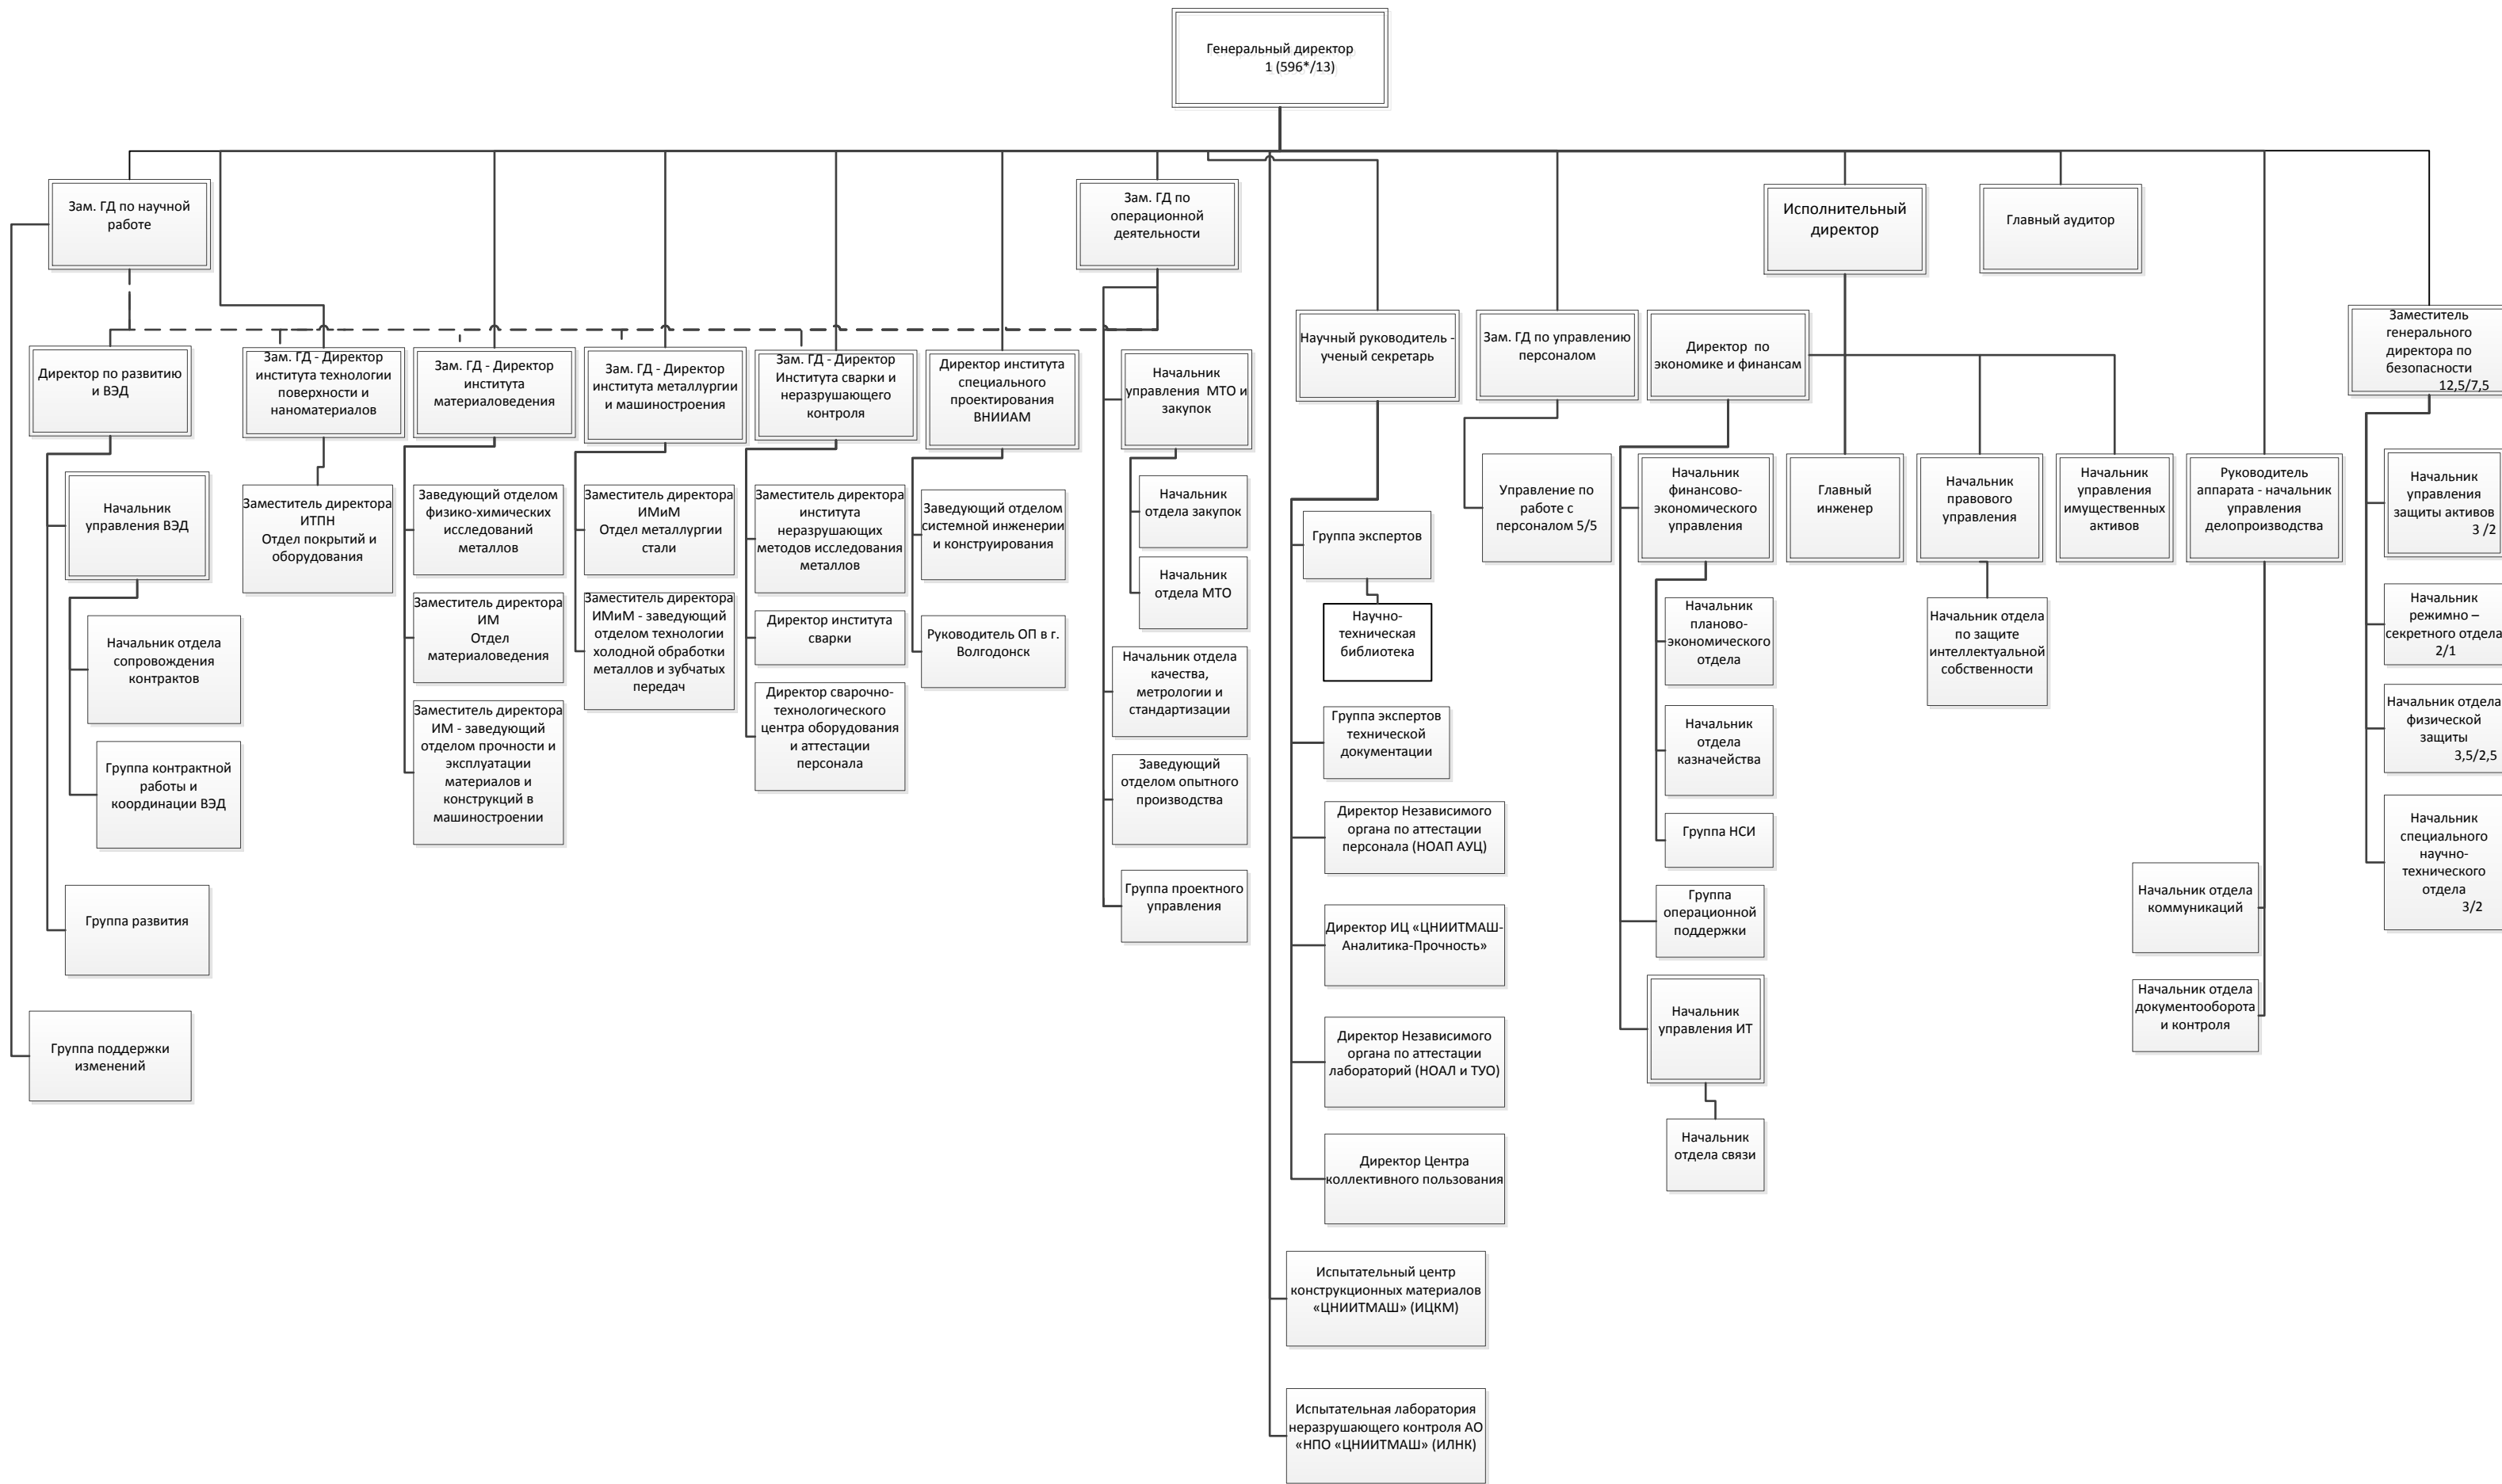 Генеральный директор
1 (596*/13)
Зам. ГД по научной
работе
Зам. ГД по
операционной
деятельности
Исполнительный
директор
Главный аудитор
Директор по развитию
и ВЭД
Зам. ГД - Директор
института технологии
поверхности и
наноматериалов
Зам. ГД - Директор
института
материаловедения
Зам. ГД - Директор
института металлургии
и машиностроения
Зам. ГД - Директор
Института сварки и
неразрушающего
контроля
Директор института
специального
проектирования
ВНИИАМ
Начальник
управления МТО и
закупок
Научный руководитель -
ученый секретарь
Зам. ГД по управлению
персоналом
Директор по
экономике и финансам
Заместитель
генерального
директора по
безопасности
12,5/7,5
Начальник
управления ВЭД
Заместитель директора
ИТПН
Отдел покрытий и
оборудования
Заведующий отделом
физико-химических
исследований
металлов
Заместитель директора
ИМиМ
Отдел металлургии
стали
Заместитель директора
института
неразрушающих
методов исследования
металлов
Заведующий отделом
системной инженерии
и конструирования
Начальник
отдела закупок
Группа экспертов
Управление по
работе с
персоналом 5/5
Начальник
финансово-
экономического
управления
Главный
инженер
Начальник
правового
управления
Начальник
управления
имущественных
активов
Руководитель
аппарата - начальник
управления
делопроизводства
Начальник
управления
защиты активов
3 /2
Начальник отдела
сопровождения
контрактов
Заместитель директора
ИМ
Отдел
материаловедения
Заместитель директора
ИМиМ - заведующий
отделом технологии
холодной обработки
металлов и зубчатых
передач
Директор института
сварки
Руководитель ОП в г.
Волгодонск
Начальник
отдела МТО
Научно-
техническая
библиотека
Начальник
планово-
экономического
отдела
Начальник отдела
по защите
интеллектуальной
собственности
Начальник
режимно –
секретного отдела
2/1
Группа контрактной
работы и
координации ВЭД
Заместитель директора
ИМ - заведующий
отделом прочности и
эксплуатации
материалов и
конструкций в
машиностроении
Директор сварочно-
технологического
центра оборудования
и аттестации
персонала
Начальник отдела
качества,
метрологии и
стандартизации
Группа экспертов
технической
документации
Начальник
отдела
казначейства
Начальник отдела
физической
защиты
3,5/2,5
Заведующий
отделом опытного
производства
Директор Независимого
органа по аттестации
персонала (НОАП АУЦ)
Группа НСИ
Начальник
специального
научно-
технического
отдела
3/2
Группа развития
Группа проектного
управления
Директор ИЦ «ЦНИИТМАШ-
Аналитика-Прочность»
Группа
операционной
поддержки
Начальник отдела
коммуникаций
Группа поддержки
изменений
Директор Независимого
органа по аттестации
лабораторий (НОАЛ и ТУО)
Начальник
управления ИТ
Начальник отдела
документооборота
и контроля
Директор Центра
коллективного пользования
Начальник
отдела связи
Испытательный центр
конструкционных материалов
«ЦНИИТМАШ» (ИЦКМ)
Испытательная лаборатория
неразрушающего контроля АО
«НПО «ЦНИИТМАШ» (ИЛНК)